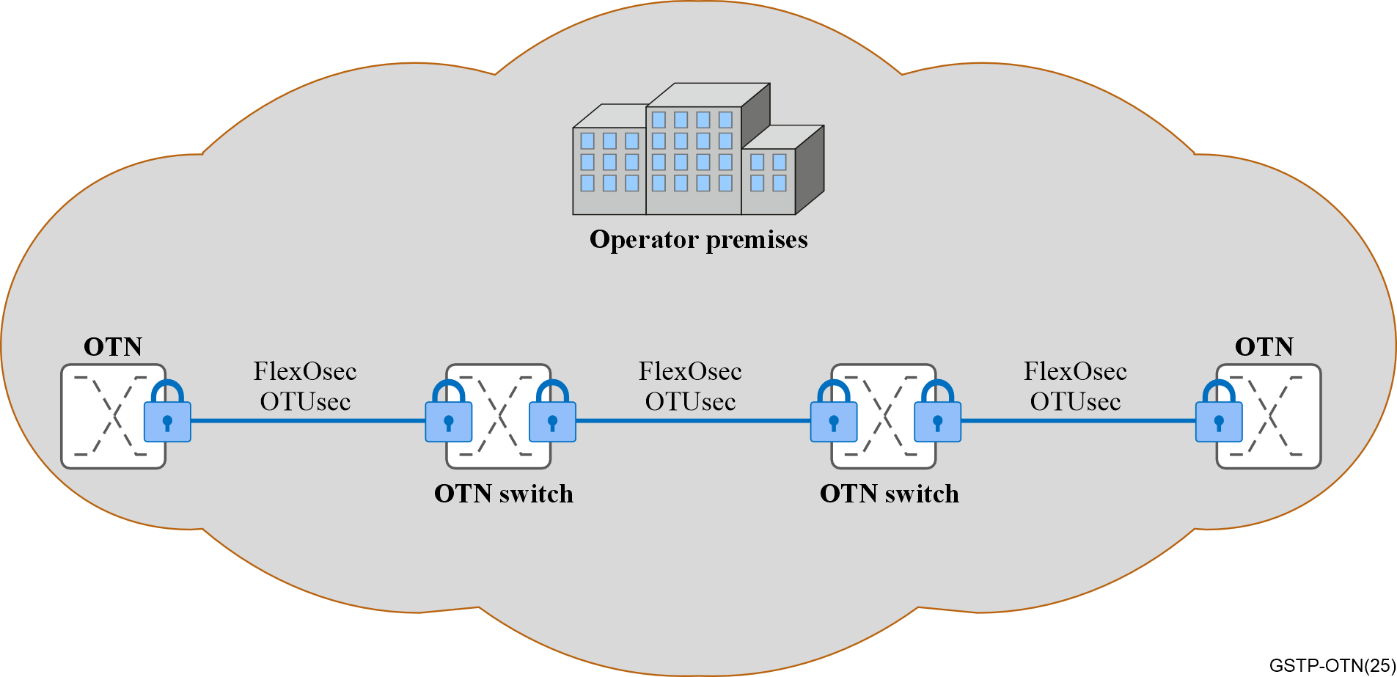 Operator premises
OTN
FlexOsec
OTUsec
FlexOsec
OTUsec
FlexOsec
OTUsec
OTN
OTN switch
OTN switch
GSTP-OTN(25)